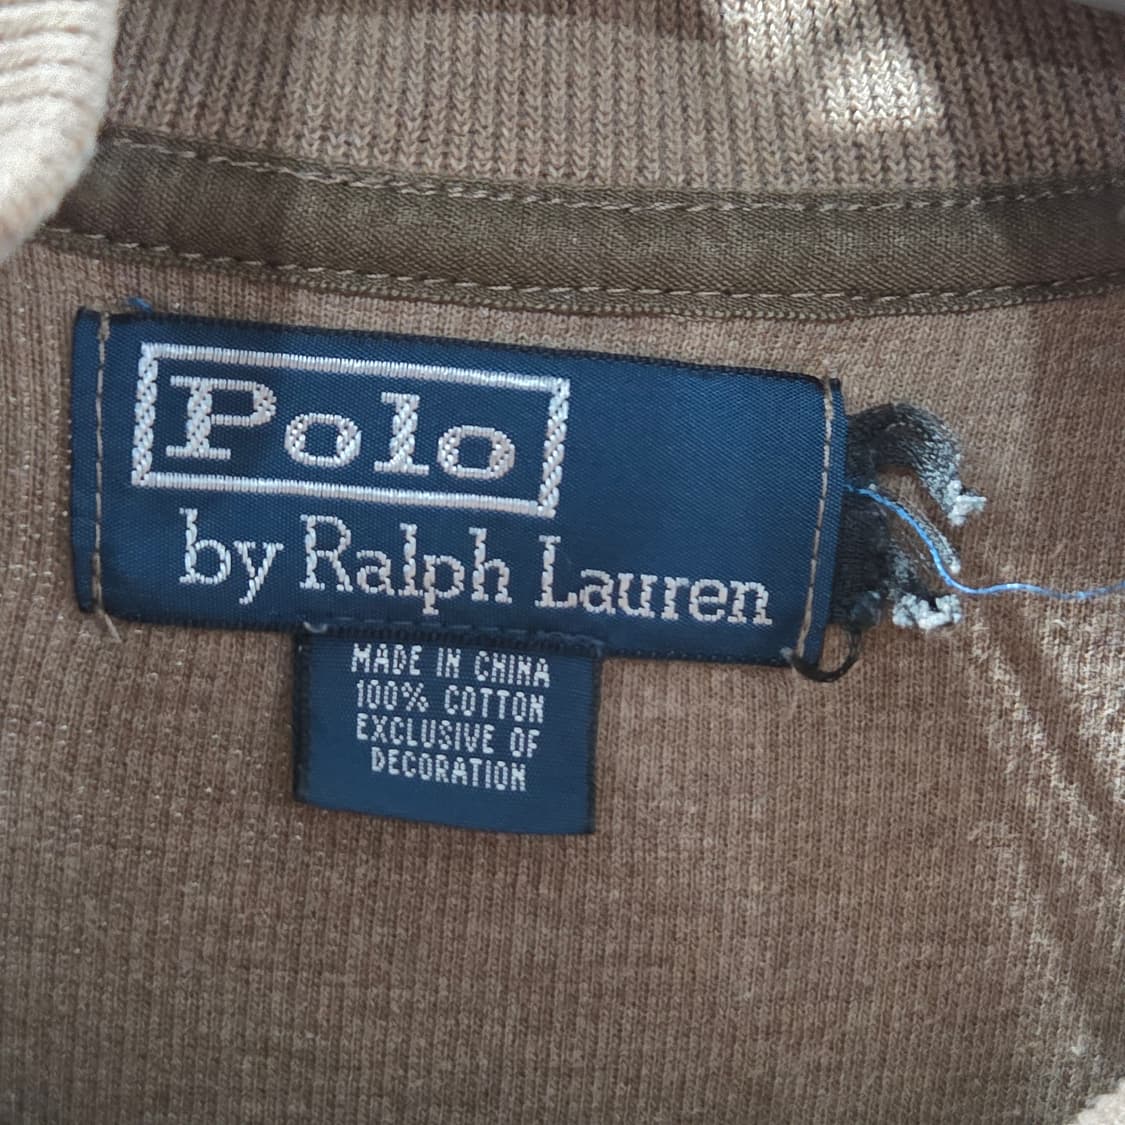 Polo
by Ralph Lauren
MADE IN CHINA
100% COTTON
EXCLUSIVE OF
DECORATION